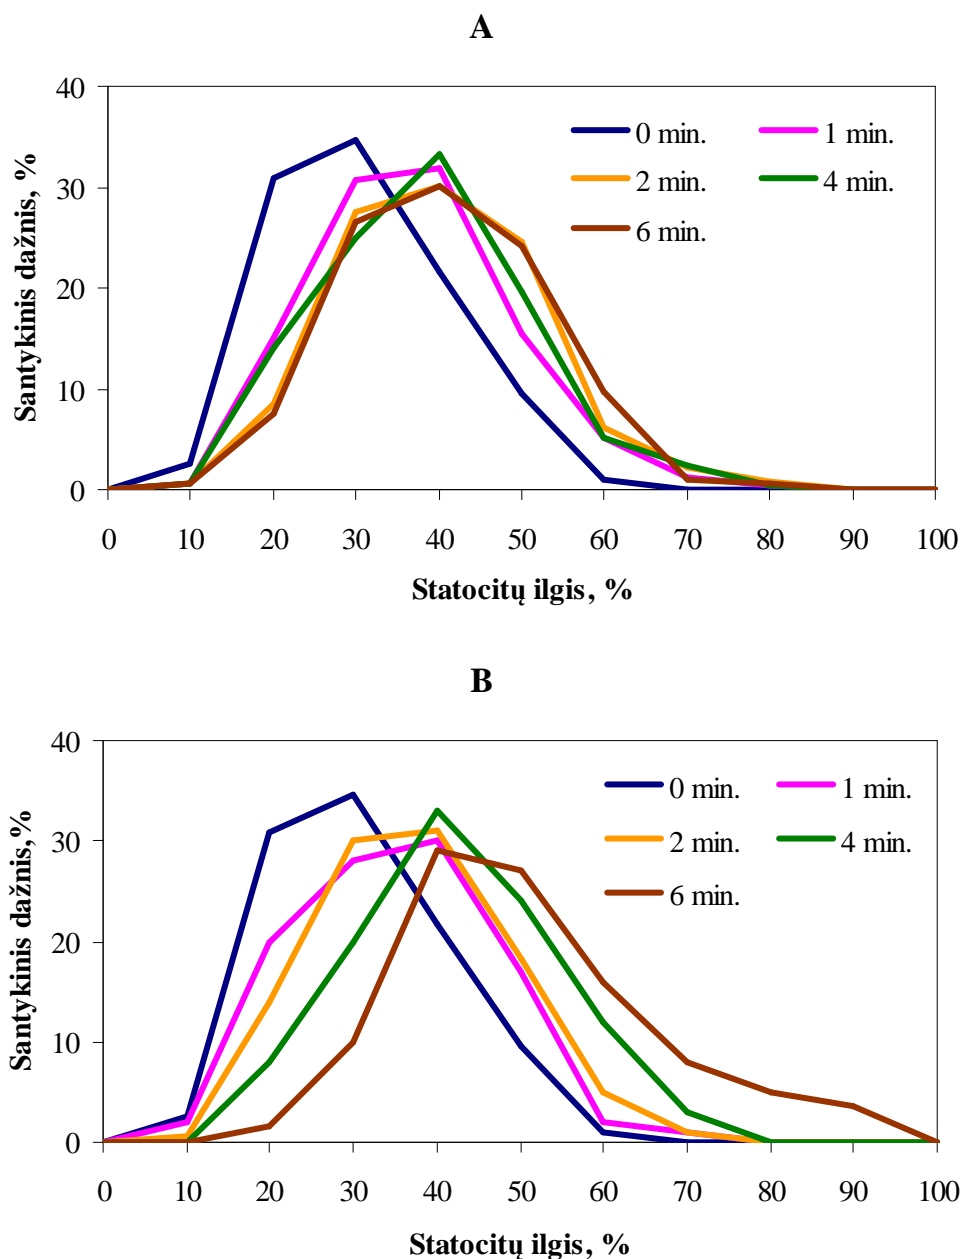 A
Santykinis dažnis, %
40
30
20
10
0
0 min.
1 min.
2 min.
4 min.
6 min.
0 10 20 30 40 50 60 70 80 90 100
Statocitų ilgis, %
B
Santykinis dažnis,%
40
30
20
10
0
0 min.
1 min.
2 min.
4 min.
6 min.
0 10 20 30 40 50 60 70 80 90 100
Statocitų ilgis, %